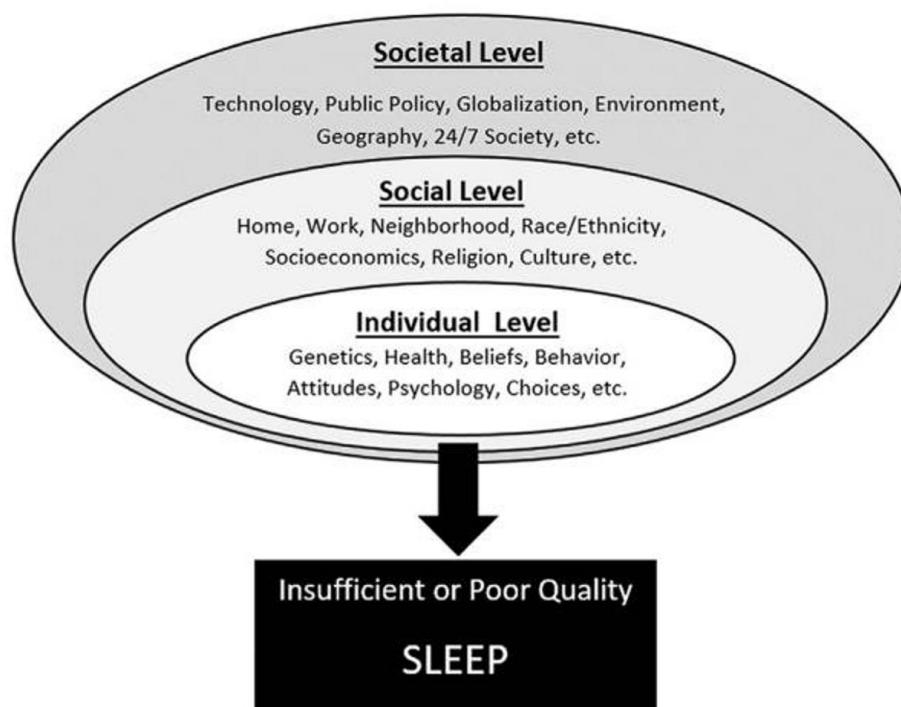 Societal Level
Technology, Public Policy, Globalization, Environment,
Geography, 24/7 Society, etc.
Social Level
Home, Work, Neighborhood, Race/Ethnicity,
Socioeconomics, Religion, Culture, etc.
Individual Level
Genetics, Health, Beliefs, Behavior,
Attitudes, Psychology, Choices, etc.
Insufficient or Poor Quality
SLEEP